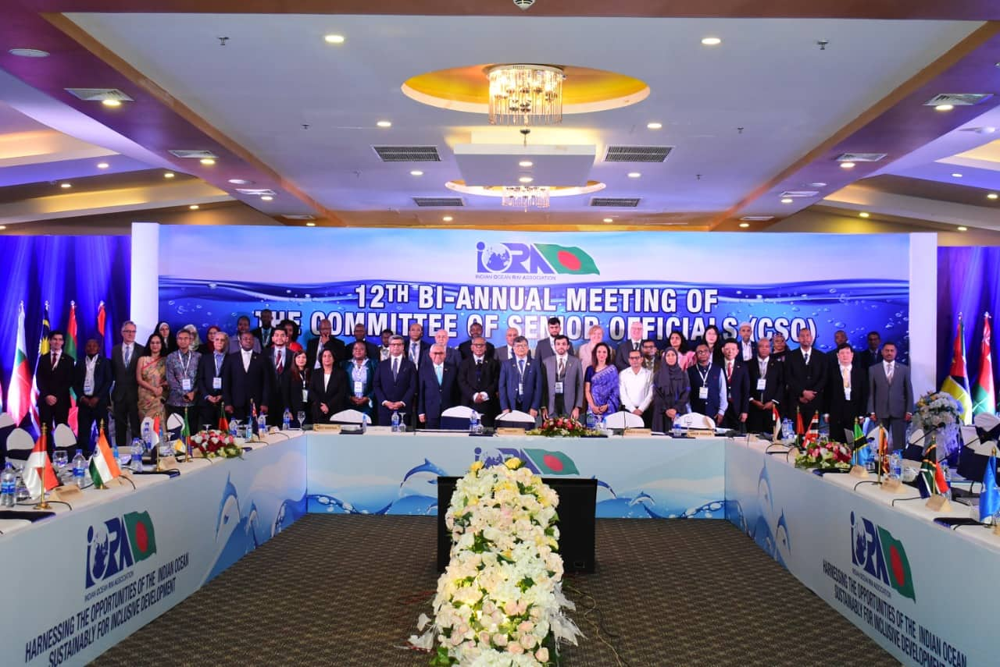 iORA
INDIAN OCEAN RIM ASSOCIATION
12TH BI-ANNUAL MEETING OF
THE COMMITTEE OF SENIOR OFFICIALS (CSO)
iORA
iORA
INDIAN OCEAN RIM ASSOCIATION
HARNESSING THE OPPORTUNITIES OF THE INDIAN OCEAN
SUSTAINABLY FOR INCLUSIVE DEVELOPMENT
iORA
INDIAN OCEAN RIM ASSOCIATION
HARNESSING THE OPPORTUNITIES OF THE INDIAN OCEAN
SUSTAINABLY FOR INCLUSIVE DEVELOPMENT